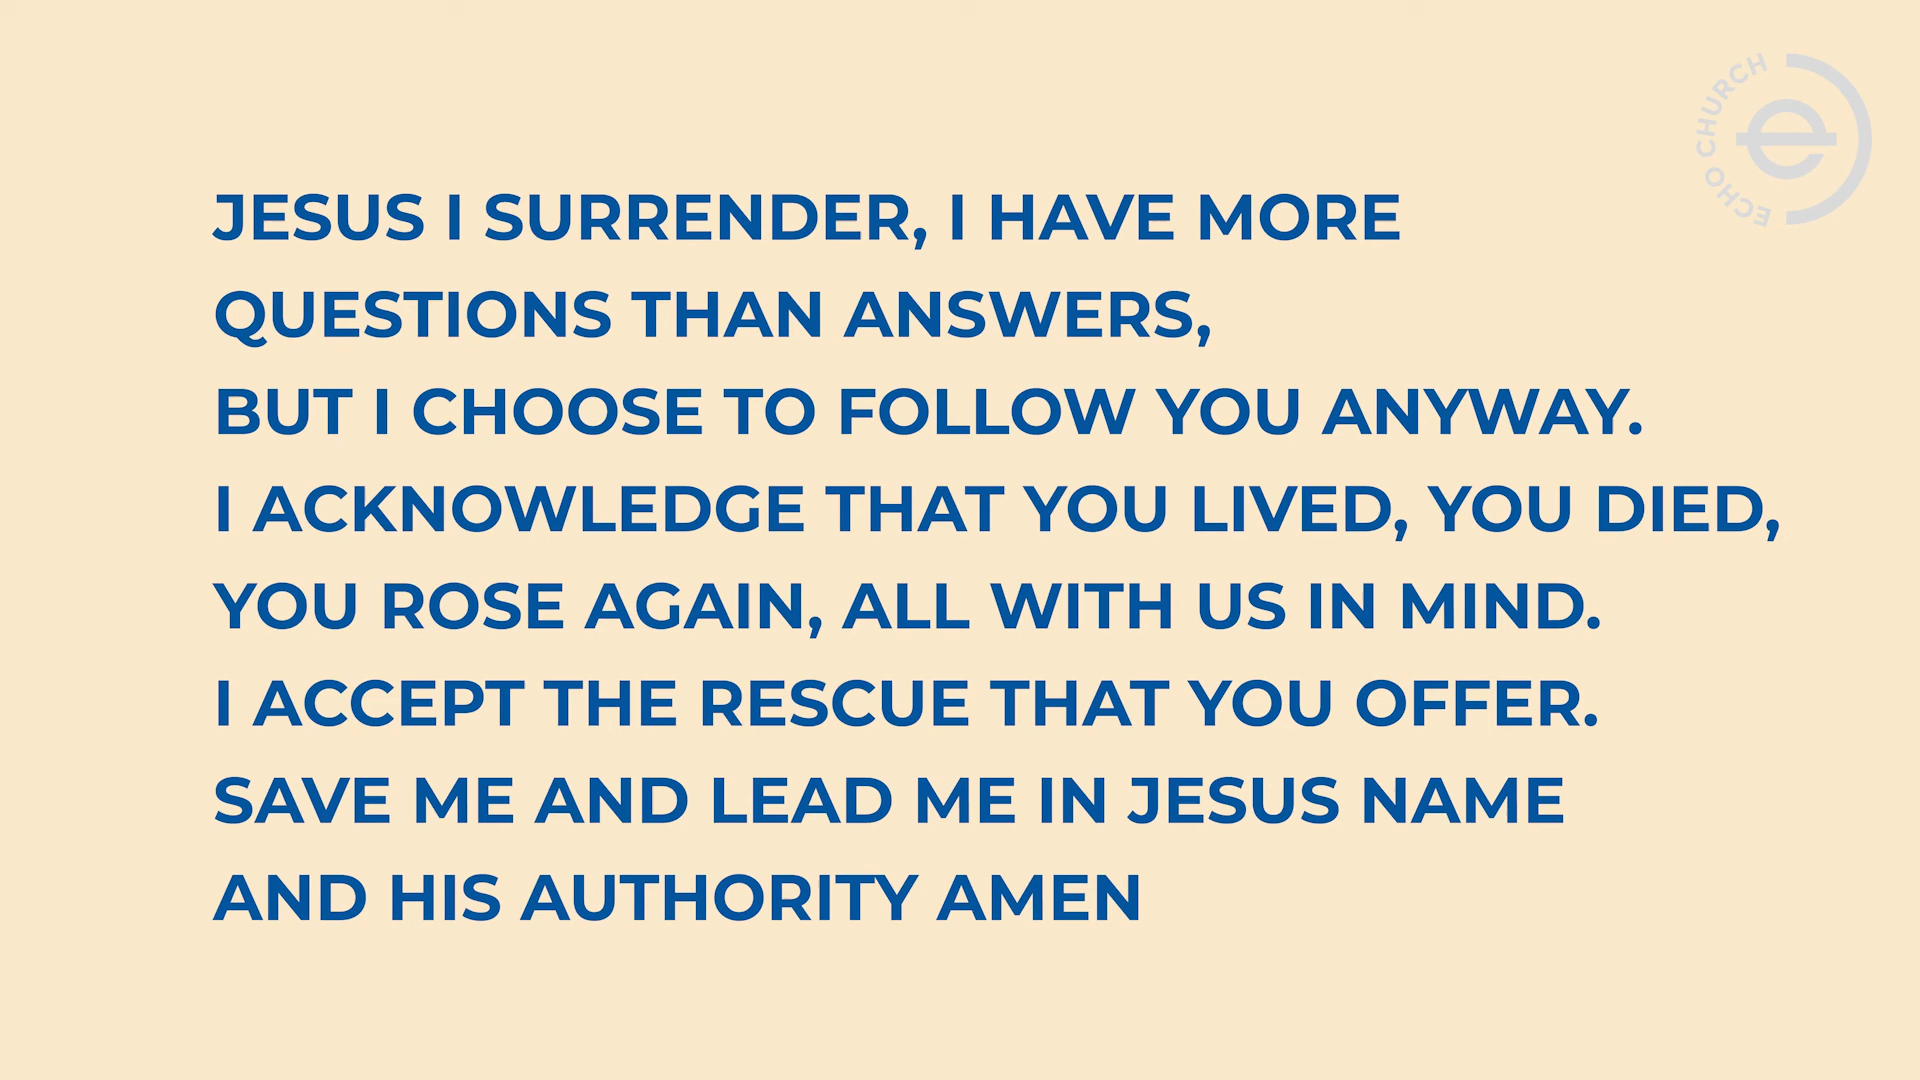 ECHO CHURCH
e
JESUS I SURRENDER, I HAVE MORE
QUESTIONS THAN ANSWERS,
BUT I CHOOSE TO FOLLOW YOU ANYWAY.
I ACKNOWLEDGE THAT YOU LIVED, YOU DIED,
YOU ROSE AGAIN, ALL WITH US IN MIND.
I ACCEPT THE RESCUE THAT YOU OFFER.
SAVE ME AND LEAD ME IN JESUS NAME
AND HIS AUTHORITY AMEN